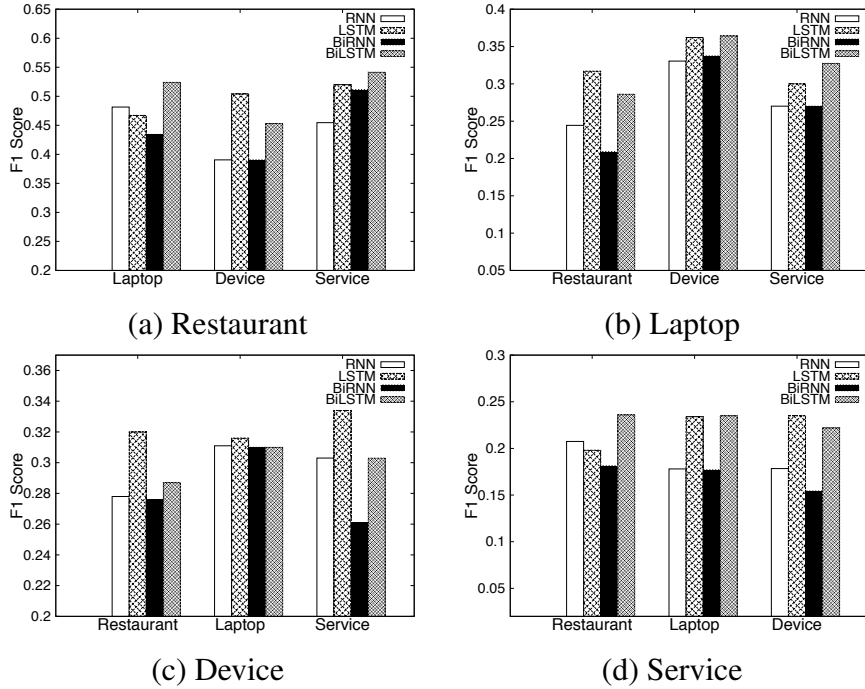 0.65
0.6
0.55
0.5
0.45
0.4
0.35
0.3
0.25
0.2
F1 Score
RNN
LSTM
BiRNN
BiLSTM
Laptop Device Service
(a) Restaurant
0.4
0.35
0.3
0.25
0.2
0.15
0.1
0.05
F1 Score
RNN
LSTM
BiRNN
BiLSTM
Restaurant Device Service
(b) Laptop
0.36
0.34
0.32
0.3
0.28
0.26
0.24
0.22
0.2
F1 Score
RNN
LSTM
BiRNN
BiLSTM
Restaurant Laptop Service
(c) Device
0.3
0.25
0.2
0.15
0.1
0.05
F1 Score
RNN
LSTM
BiRNN
BiLSTM
Restaurant Laptop Device
(d) Service